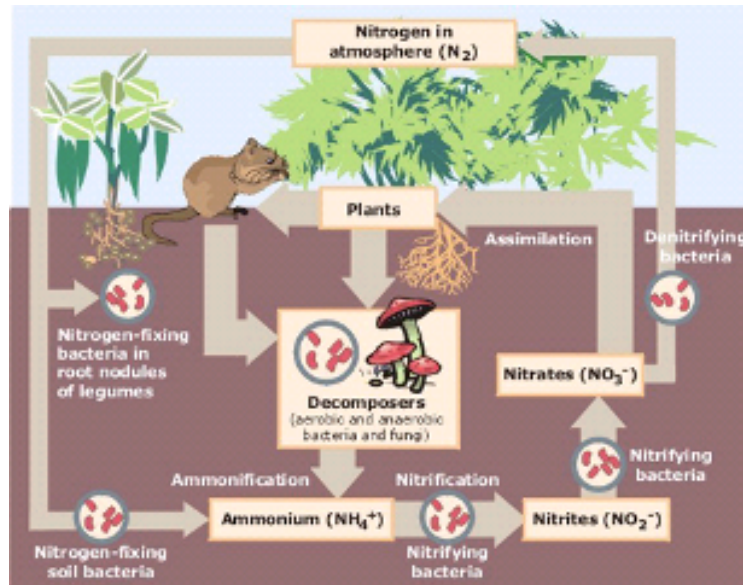 Nitrogen in
atmosphere (N₂)
Plants
Assimilation
Denitrifying
bacteria
Nitrogen-fixing
bacteria in
root nodules
of legumes
Decomposers
(aerobic and anaerobic
bacteria and fungi)
Nitrates (NO₃⁻)
Ammonification
Nitrification
Nitrifying
bacteria
Ammonium (NH₄⁺)
Nitrites (NO₂⁻)
Nitrogen-fixing
soil bacteria
Nitrifying
bacteria